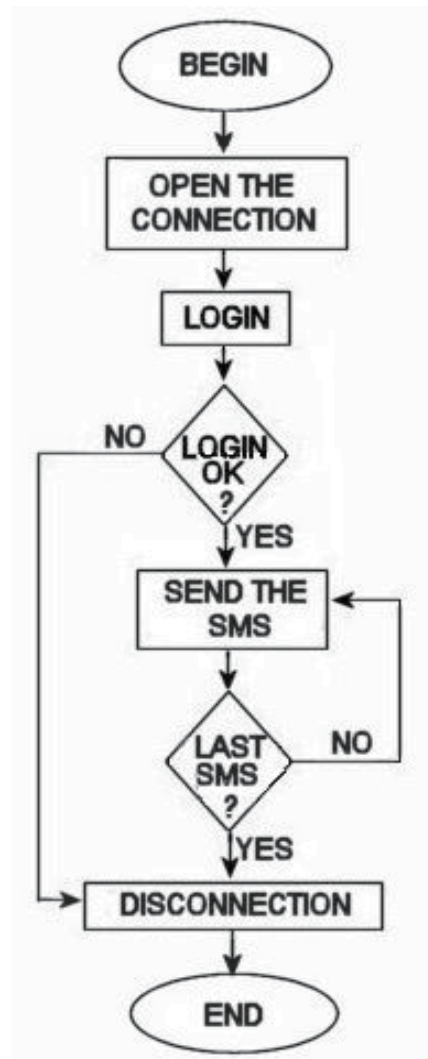 BEGIN
OPEN THE
CONNECTION
LOGIN
NO
LOGIN
OK
?
YES
SEND THE
SMS
LAST
SMS
?
NO
YES
DISCONNECTION
END